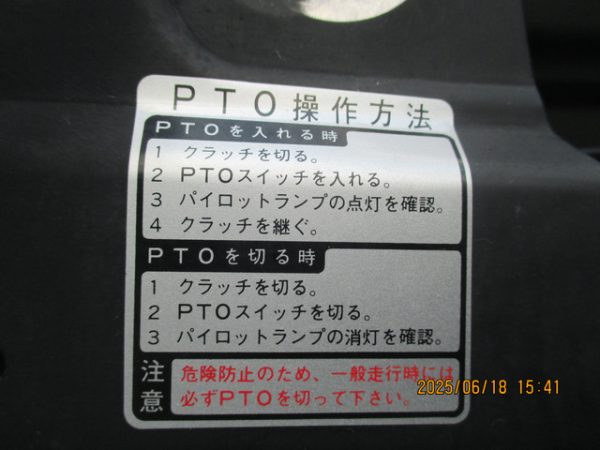 PTO操作方法
PTOを入れる時
1 クラッチを切る。
2 PTOスイッチを入れる。
3 パイロットランプの点灯を確認。
4 クラッチを継ぐ。
PTOを切る時
1 クラッチを切る。
2 PTOスイッチを切る。
3 パイロットランプの消灯を確認。
注意
危険防止のため、一般走行時には
必ずPTOを切って下さい。
2025/06/18 15:41